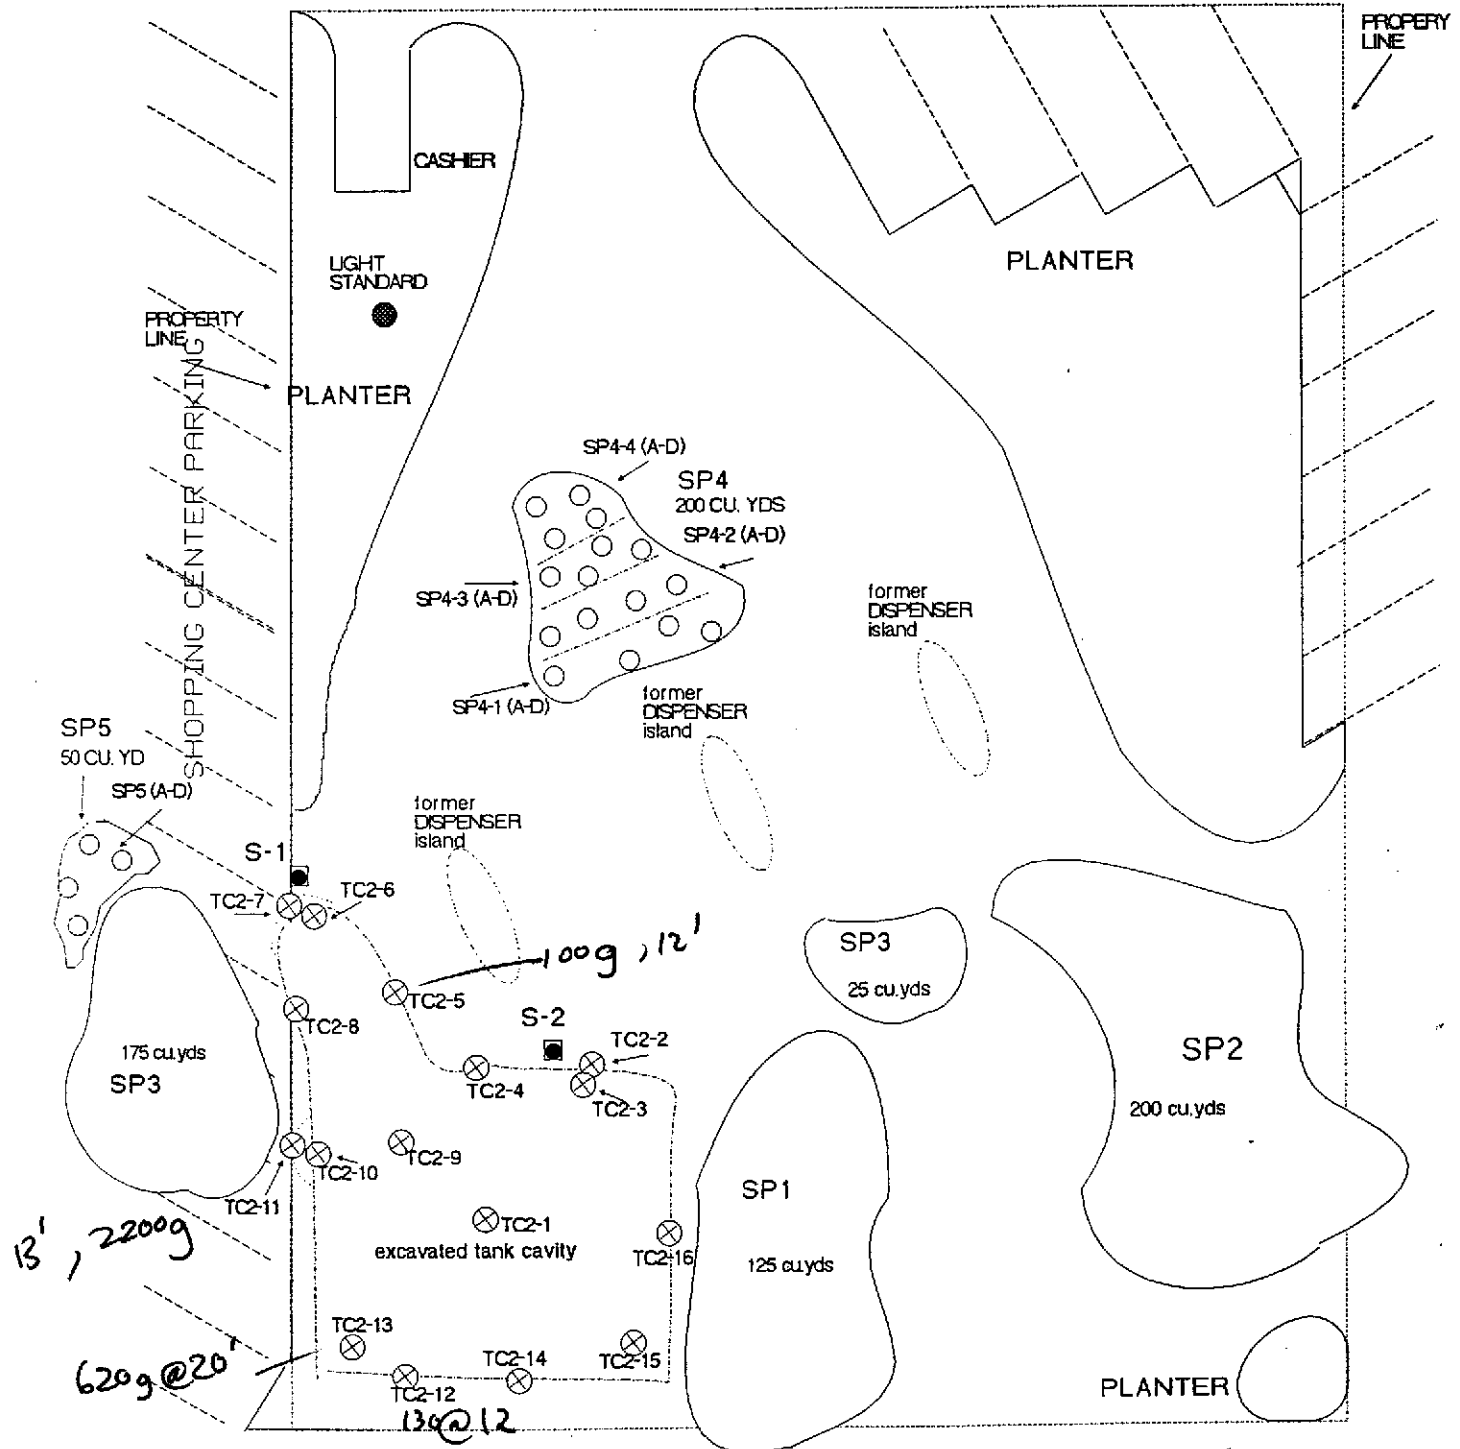 PROPERY
LINE
CASHIER
LIGHT
STANDARD
PLANTER
PROPERTY
LINE
SHOPPING CENTER PARKING
PLANTER
SP4-4 (A-D)
SP4
200 CU. YDS
SP4-2 (A-D)
SP4-3 (A-D)
SP4-1 (A-D)
former
DISPENSER
island
former
DISPENSER
island
SP5
50 CU. YD
SP5 (A-D)
former
DISPENSER
island
S-1
TC2-7
TC2-6
100g, 12'
TC2-5
TC2-8
S-2
TC2-2
TC2-4
TC2-3
SP3
25 cu.yds
175 cu.yds
SP3
SP2
200 cu.yds
TC2-9
TC2-10
TC2-11
13', 2200g
TC2-1
excavated tank cavity
TC2-16
SP1
125 cu.yds
TC2-13
620g@20'
TC2-14
TC2-15
TC2-12
130@12
PLANTER